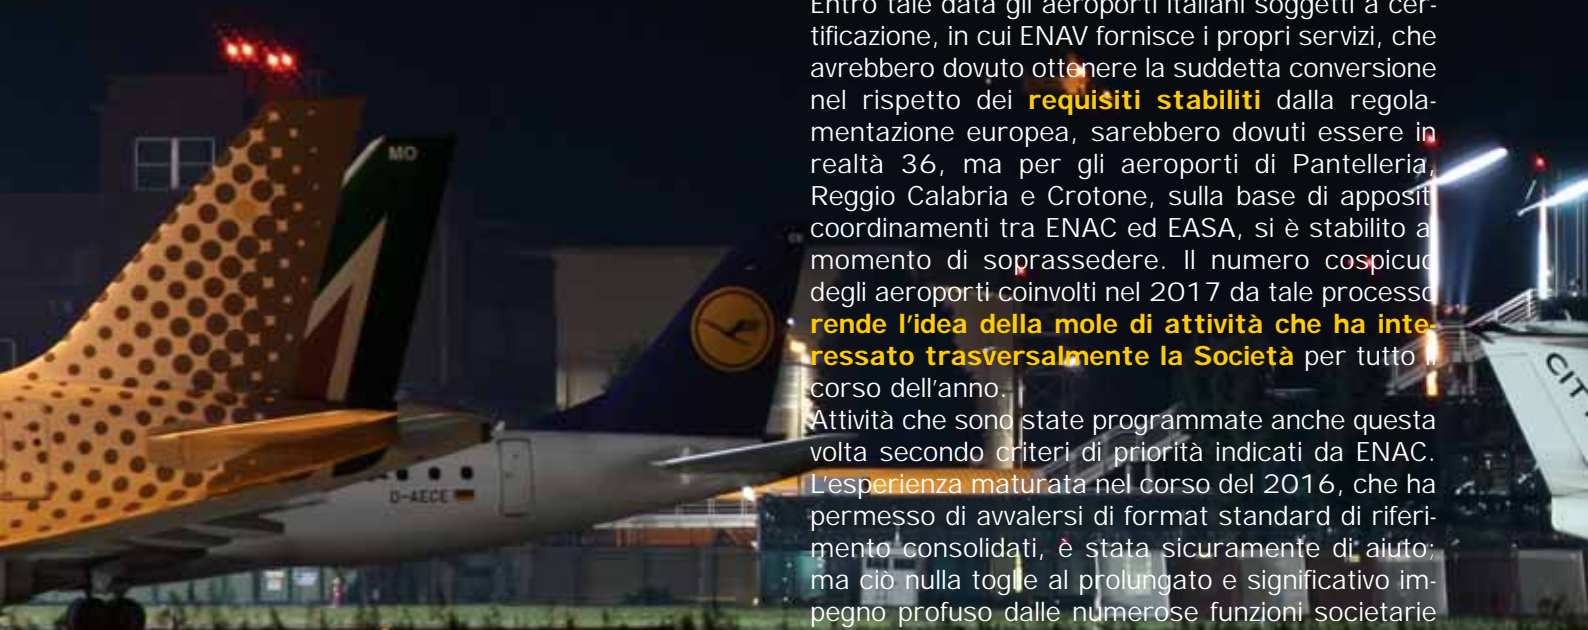 MO
D-AECE
CIT
Entro tale data gli aeroporti italiani soggetti a cer-
tificazione, in cui ENAV fornisce i propri servizi, che
avrebbero dovuto ottenere la suddetta conversione
nel rispetto dei requisiti stabiliti dalla regola-
mentazione europea, sarebbero dovuti essere in
realtà 36, ma per gli aeroporti di Pantelleria,
Reggio Calabria e Crotone, sulla base di appositi
coordinamenti tra ENAC ed EASA, si è stabilito al
momento di soprassedere. Il numero cospicuo
degli aeroporti coinvolti nel 2017 da tale processo
rende l'idea della mole di attività che ha inte-
ressato trasversalmente la Società per tutto il
corso dell'anno.
Attività che sono state programmate anche questa
volta secondo criteri di priorità indicati da ENAC.
L'esperienza maturata nel corso del 2016, che ha
permesso di avvalersi di format standard di riferi-
mento consolidati, è stata sicuramente di aiuto;
ma ciò nulla toglie al prolungato e significativo im-
pegno profuso dalle numerose funzioni societarie